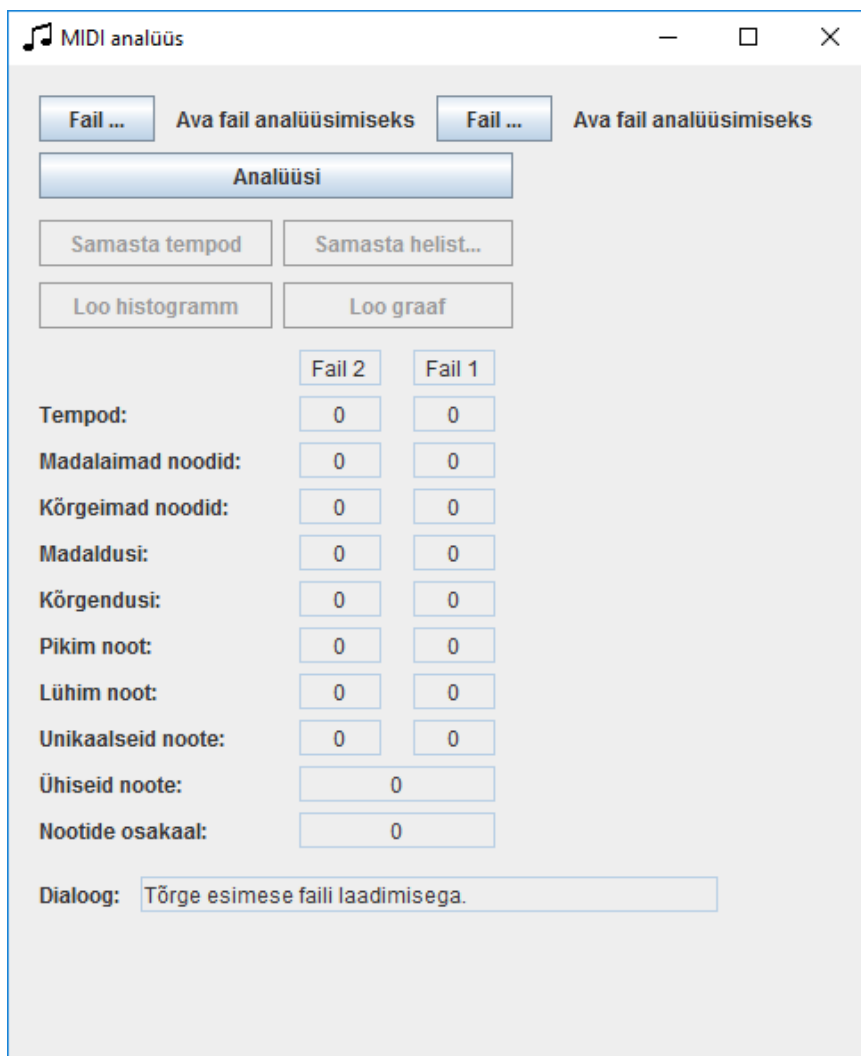 MIDI analüüs
Fail ... Ava fail analüüsimiseks Fail ... Ava fail analüüsimiseks
Analüüsi
Samasta tempod Samasta helist...
Loo histogramm Loo graaf
Fail 2 Fail 1
Tempod: 0 0
Madalaimad noodid: 0 0
Kõrgeimad noodid: 0 0
Madaldusi: 0 0
Kõrgendusi: 0 0
Pikim noot: 0 0
Lühim noot: 0 0
Unikaalseid noote: 0 0
Ühiseid noote: 0
Nootide osakaal: 0
Dialoog: Tõrge esimese faili laadimisega.